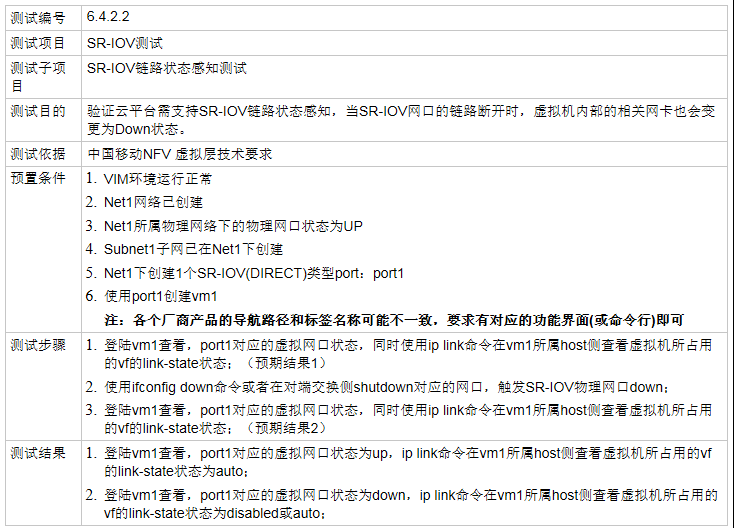 测试编号 6.4.2.2
测试项目 SR-IOV测试
测试子项
目
SR-IOV链路状态感知测试
测试目的
验证云平台需支持SR-IOV链路状态感知，当SR-IOV网口的链路断开时，虚拟机内部的相关网卡也会变
更为Down状态。
测试依据 中国移动NFV 虚拟层技术要求
预置条件
1. VIM环境运行正常
2. Net1网络已创建
3. Net1所属物理网络下的物理网口状态为UP
4. Subnet1子网已在Net1下创建
5. Net1下创建1个SR-IOV(DIRECT)类型port：port1
6. 使用port1创建vm1
注：各个厂商产品的导航路径和标签名称可能不一致，要求有对应的功能界面(或命令行)即可
测试步骤
1. 登陆vm1查看，port1对应的虚拟网口状态，同时使用ip link命令在vm1所属host侧查看虚拟机所占用
的vf的link-state状态；（预期结果1）
2. 使用ifconfig down命令或者在对端交换侧shutdown对应的网口，触发SR-IOV物理网口down；
3. 登陆vm1查看，port1对应的虚拟网口状态，同时使用ip link命令在vm1所属host侧查看虚拟机所占用
的vf的link-state状态；（预期结果2）
测试结果
1. 登陆vm1查看，port1对应的虚拟网口状态为up，ip link命令在vm1所属host侧查看虚拟机所占用的vf
的link-state状态为auto；
2. 登陆vm1查看，port1对应的虚拟网口状态为down，ip link命令在vm1所属host侧查看虚拟机所占用的
vf的link-state状态为disabled或auto；